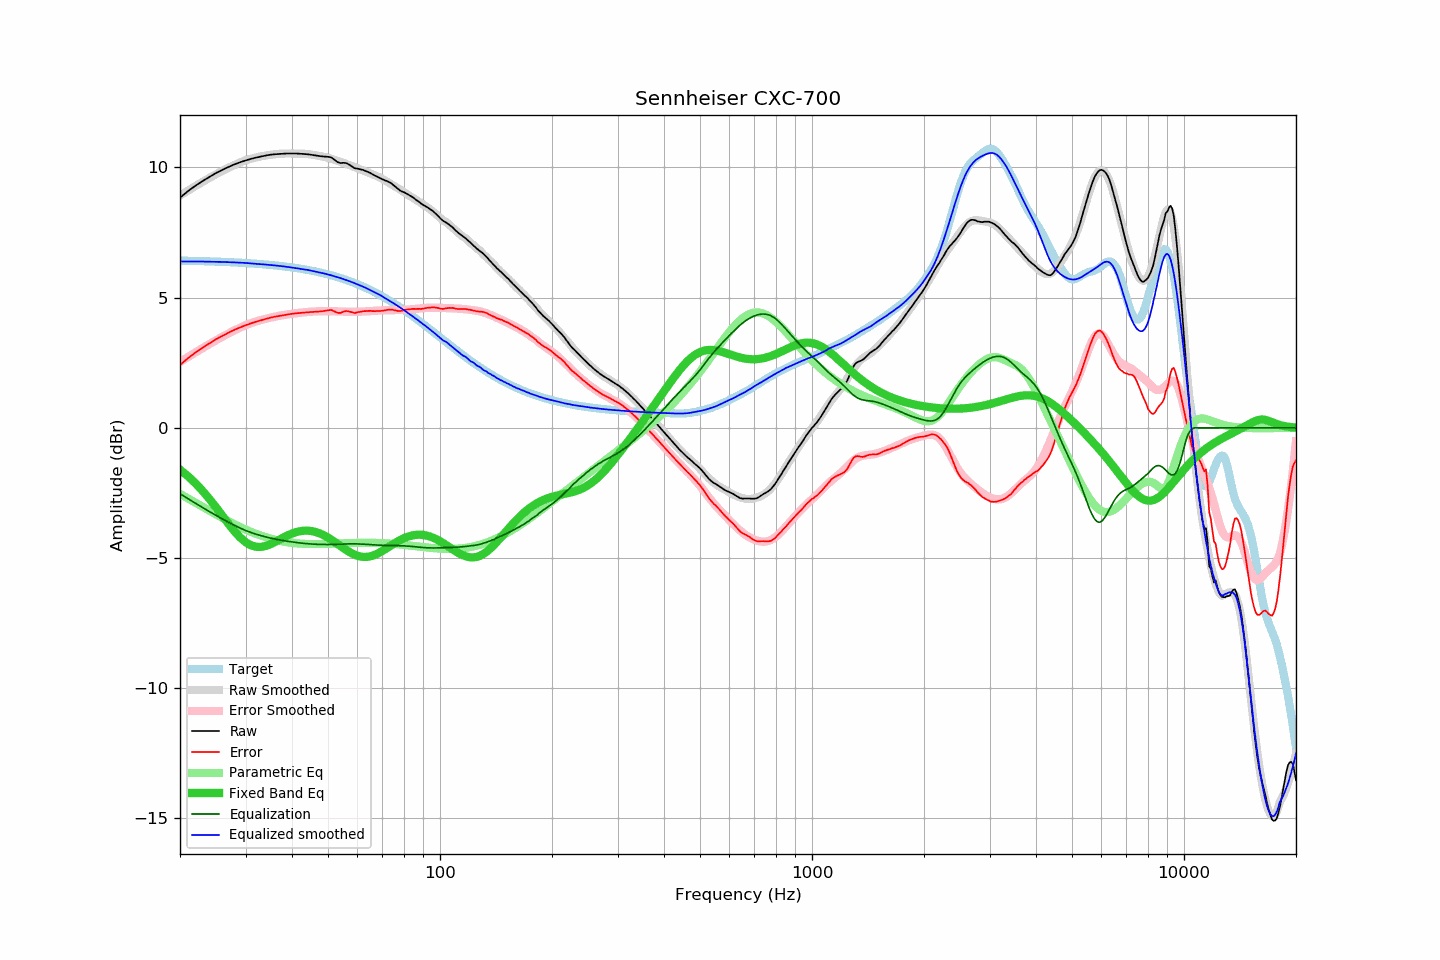 Sennheiser CXC-700
10
5
0
−5
−10
−15
Amplitude (dBr)
Target
Raw Smoothed
Error Smoothed
Raw
Error
Parametric Eq
Fixed Band Eq
Equalization
Equalized smoothed
100
1000
10000
Frequency (Hz)